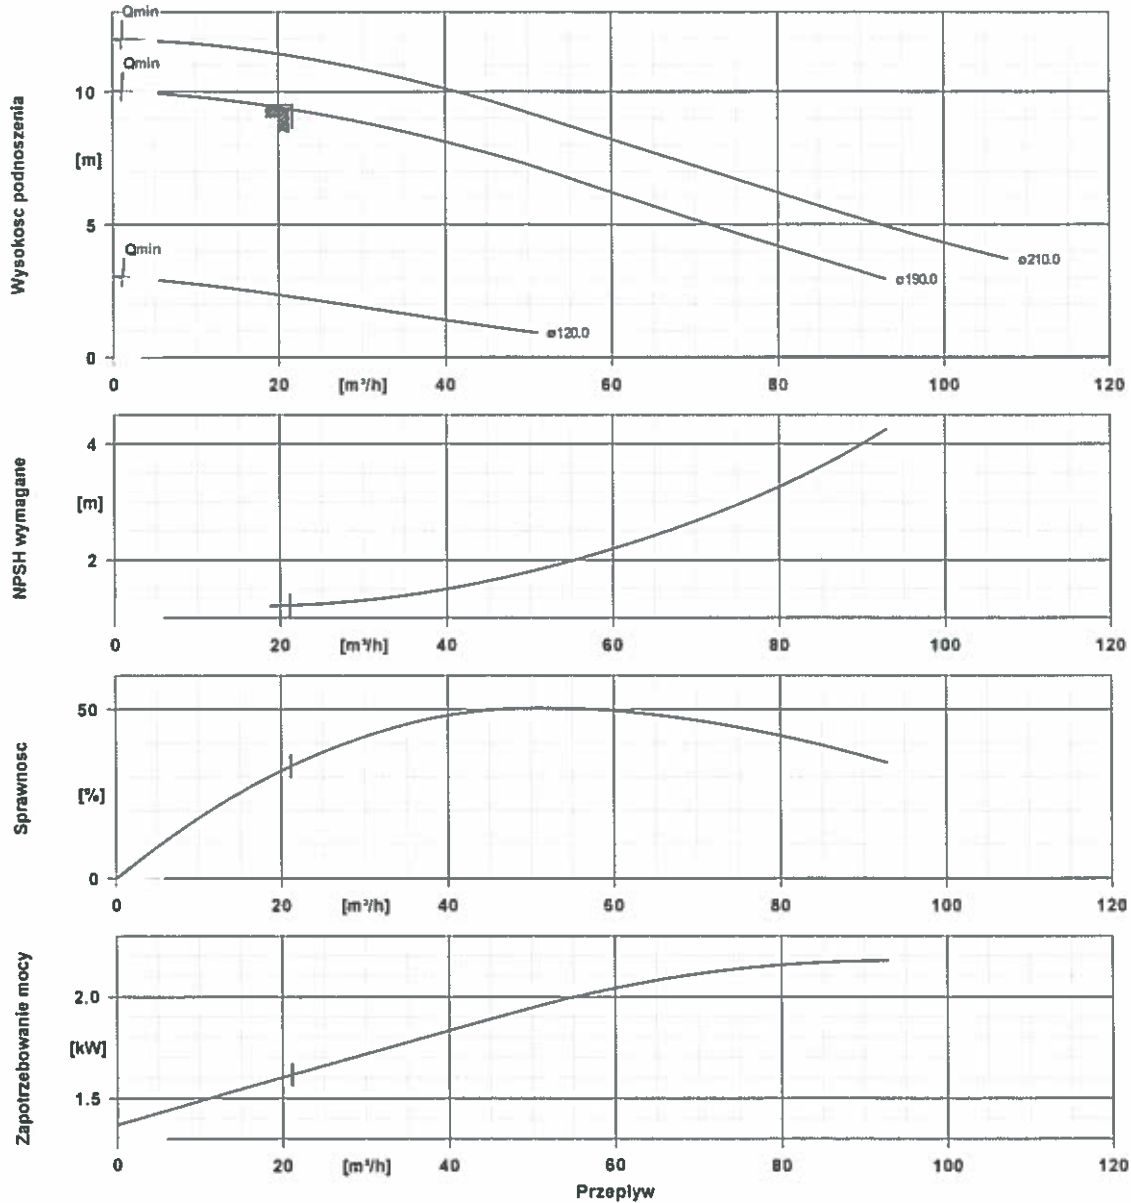 Qmin
Qmin
10
Wysokosc podnoszenia
[m]
5
Qmin
ø210.0
ø190.0
ø120.0
0
0 20 [m³/h] 40 60 80 100 120
4
NPSH wymagane
[m]
2
0 20 [m³/h] 40 60 80 100 120
50
Sprawnosc
[%]
0
0 20 [m³/h] 40 60 80 100 120
Zapotrzebowanie mocy
2.0
[kW]
1.5
0 20 [m³/h] 40 60 80 100 120
Przeplyw